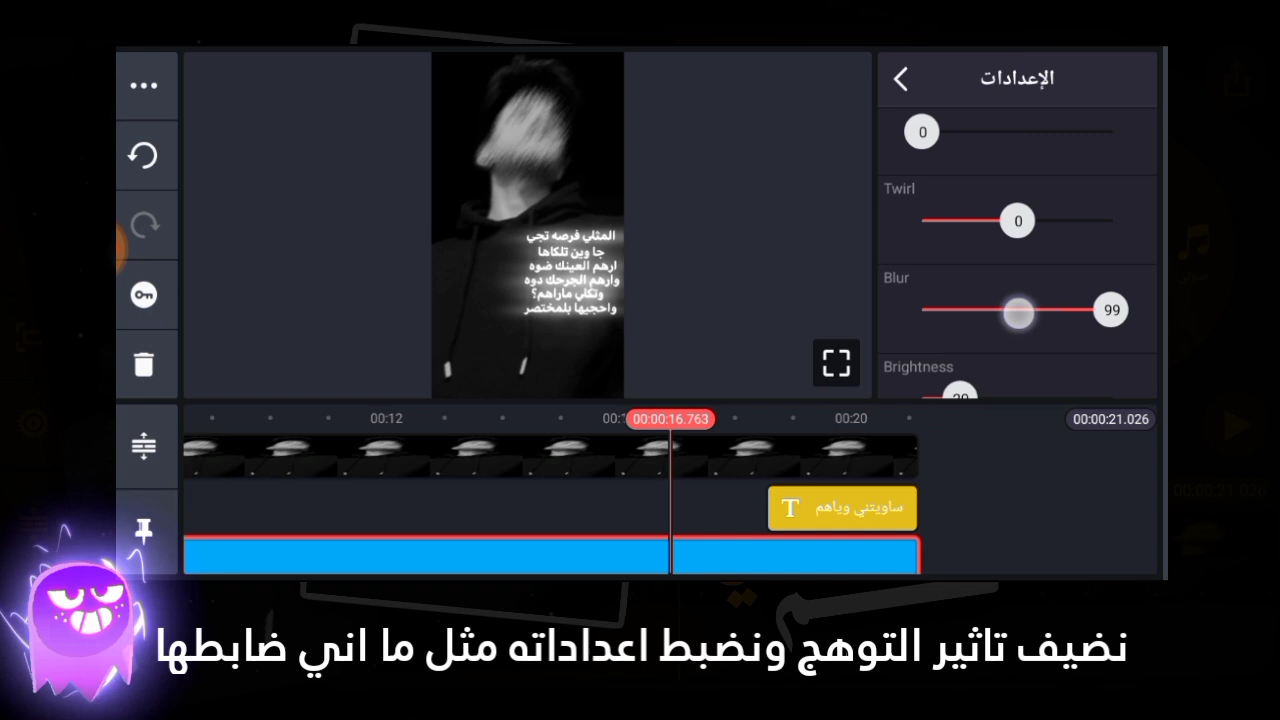 الإعدادات
0
Twirl
0
Blur
99
Brightness
المثلي فرصه تجي
جا وين تلكاها
ارهم العينك ضوه
وارهم الجرحك دوه
وتكلي ماراهم؟
واحجيها بلمختصر
00:12
00:00:16.763
00:20
00:00:21.026
T ساويتني وياهم
نضيف تاثير التوهج ونضبط اعداداته مثل ما اني ضابطها